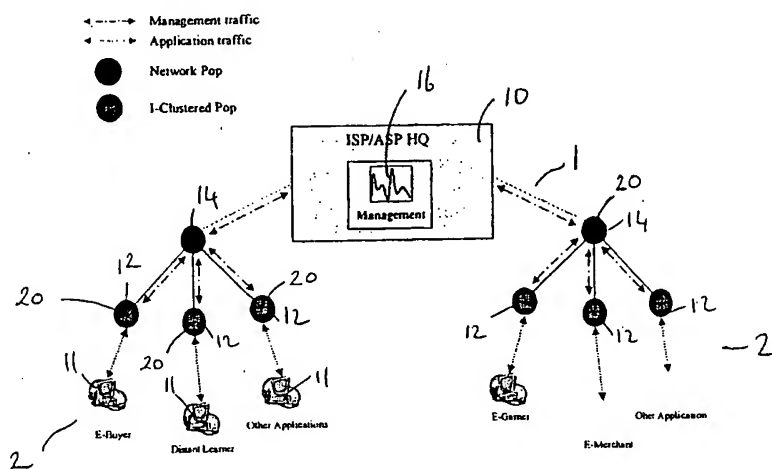 Management traffic
Application traffic
Network Pop
I-Clustered Pop
16
10
ISP/ASP HQ
Management
1
14
20
14
12
20
20
12
20
12
12
12
12
2
11
11
11
E-Buyer
Distant Learner
Other Applications
2
E-Gamer
E-Merchant
Oher Application